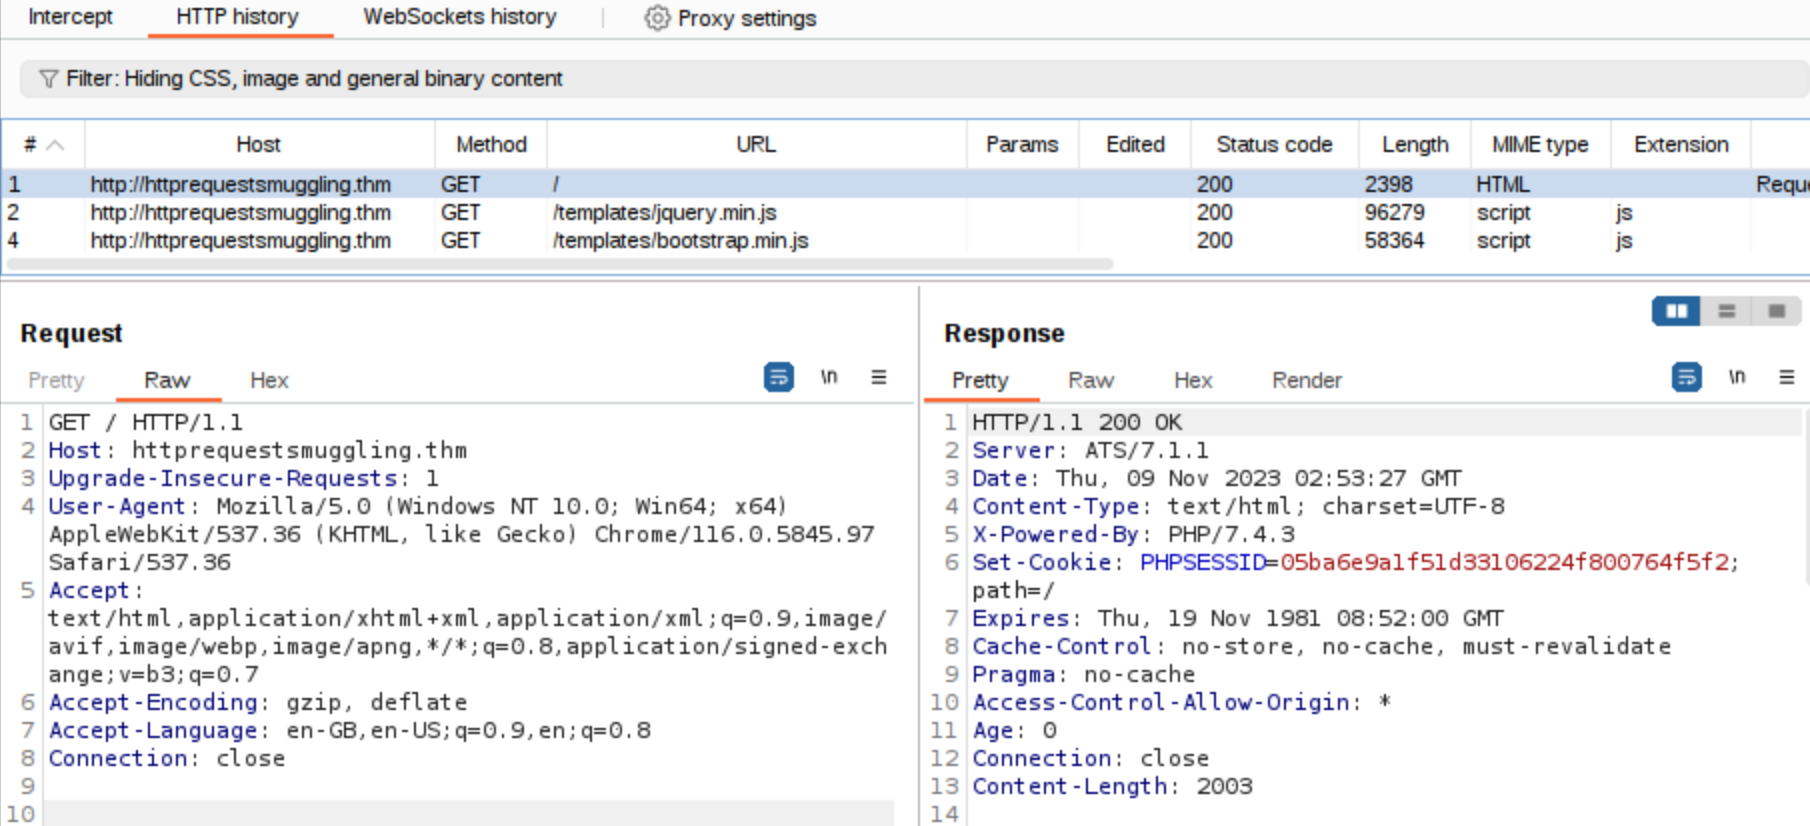 Intercept HTTP history WebSockets history Proxy settings
Filter: Hiding CSS, image and general binary content
# Host Method URL Params Edited Status code Length MIME type Extension
1 http://httprequestsmuggling.thm GET / 200 2398 HTML Reque
2 http://httprequestsmuggling.thm GET /templates/jquery.min.js 200 96279 script js
4 http://httprequestsmuggling.thm GET /templates/bootstrap.min.js 200 58364 script js
Request
Pretty Raw Hex \n
1 GET / HTTP/1.1
2 Host: httprequestsmuggling.thm
3 Upgrade-Insecure-Requests: 1
4 User-Agent: Mozilla/5.0 (Windows NT 10.0; Win64; x64)
AppleWebKit/537.36 (KHTML, like Gecko) Chrome/116.0.5845.97
Safari/537.36
5 Accept:
text/html,application/xhtml+xml,application/xml;q=0.9,image/
avif,image/webp,image/apng,*/*;q=0.8,application/signed-exch
ange;v=b3;q=0.7
6 Accept-Encoding: gzip, deflate
7 Accept-Language: en-GB,en-US;q=0.9,en;q=0.8
8 Connection: close
9
10
Response
Pretty Raw Hex Render \n
1 HTTP/1.1 200 OK
2 Server: ATS/7.1.1
3 Date: Thu, 09 Nov 2023 02:53:27 GMT
4 Content-Type: text/html; charset=UTF-8
5 X-Powered-By: PHP/7.4.3
6 Set-Cookie: PHPSESSID=05ba6e9a1f51d33106224f800764f5f2;
path=/
7 Expires: Thu, 19 Nov 1981 08:52:00 GMT
8 Cache-Control: no-store, no-cache, must-revalidate
9 Pragma: no-cache
10 Access-Control-Allow-Origin: *
11 Age: 0
12 Connection: close
13 Content-Length: 2003
14